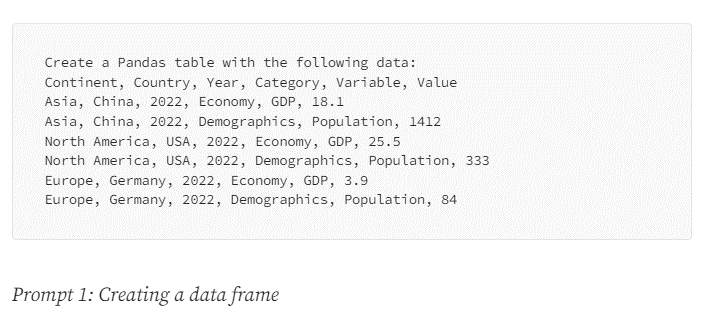 Create a Pandas table with the following data:
Continent, Country, Year, Category, Variable, Value
Asia, China, 2022, Economy, GDP, 18.1
Asia, China, 2022, Demographics, Population, 1412
North America, USA, 2022, Economy, GDP, 25.5
North America, USA, 2022, Demographics, Population, 333
Europe, Germany, 2022, Economy, GDP, 3.9
Europe, Germany, 2022, Demographics, Population, 84
Prompt 1: Creating a data frame